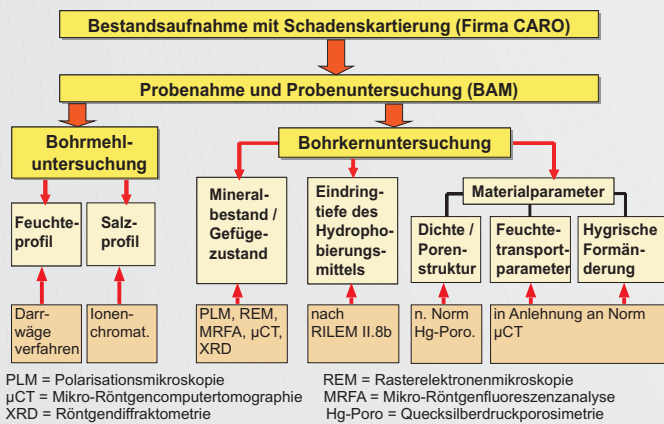 Bestandsaufnahme mit Schadenskartierung (Firma CARO)
Probenahme und Probenuntersuchung (BAM)
Bohrmehl-
untersuchung
Bohrkernuntersuchung
Feuchte-
profil
Salz-
profil
Mineral-
bestand /
Gefüge-
zustand
Eindring-
tiefe des
Hydropho-
bierungs-
mittels
Materialparameter
Dichte /
Poren-
struktur
Feuchte-
transport-
parameter
Hygrische
Formän-
derung
Darr-
wäge
verfahren
Ionen-
chromat.
PLM, REM,
MRFA, µCT,
XRD
nach
RILEM II.8b
n. Norm
Hg-Poro.
in Anlehnung an Norm
µCT
PLM = Polarisationsmikroskopie
REM = Rasterelektronenmikroskopie
µCT = Mikro-Röntgencomputertomographie
MRFA = Mikro-Röntgenfluoreszenzanalyse
XRD = Röntgendiffraktometrie
Hg-Poro = Quecksilberdruckporosimetrie